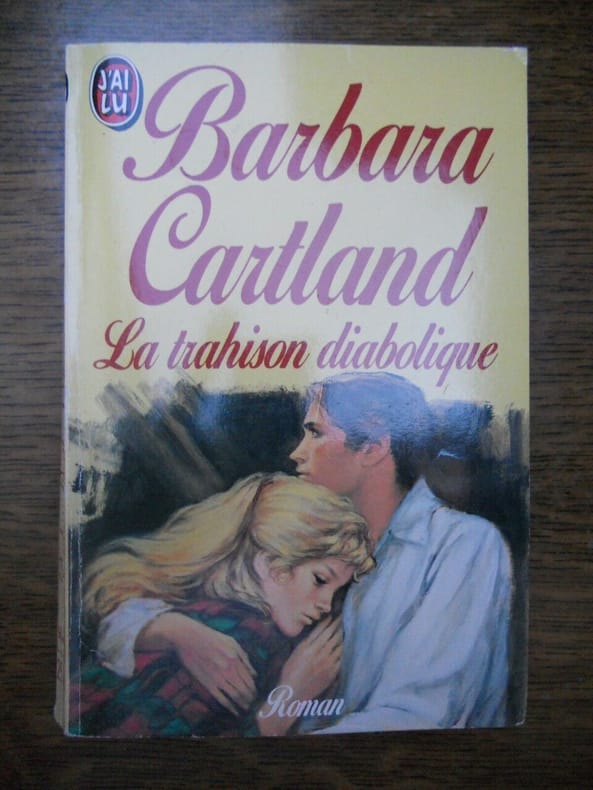 J'AI
LU
Barbara
Cartland
La trahison diabolique
Roman